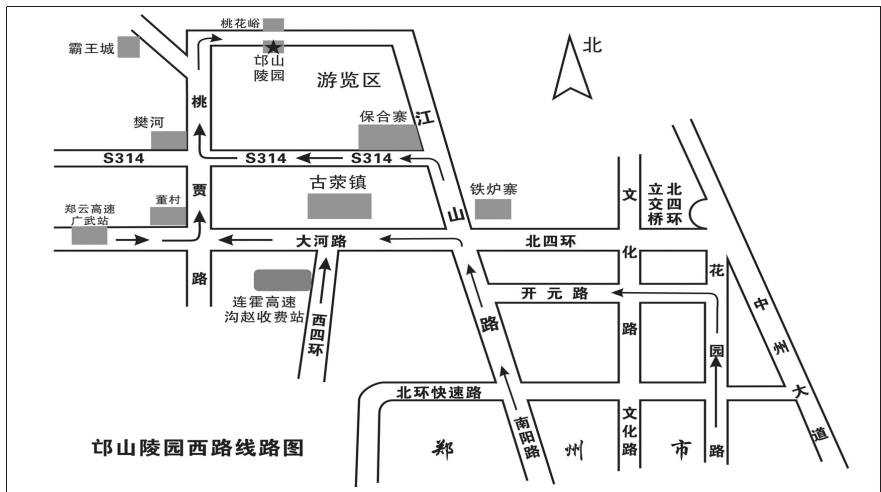 桃花峪
霸王城
邙山
陵园
北
游览区
桃
保合寨
江
樊河
S314
S314
S314
贾
古荥镇
铁炉寨
文
立交桥
北四环
董村
郑云高速
广武站
山
大河路
北四环
化
花
路
连霍高速
沟赵收费站
西四环
开元路
中
路
路
园
州
北环快速路
大
南阳路
文化路
路
道
邙山陵园西路线路图
郑
州
市